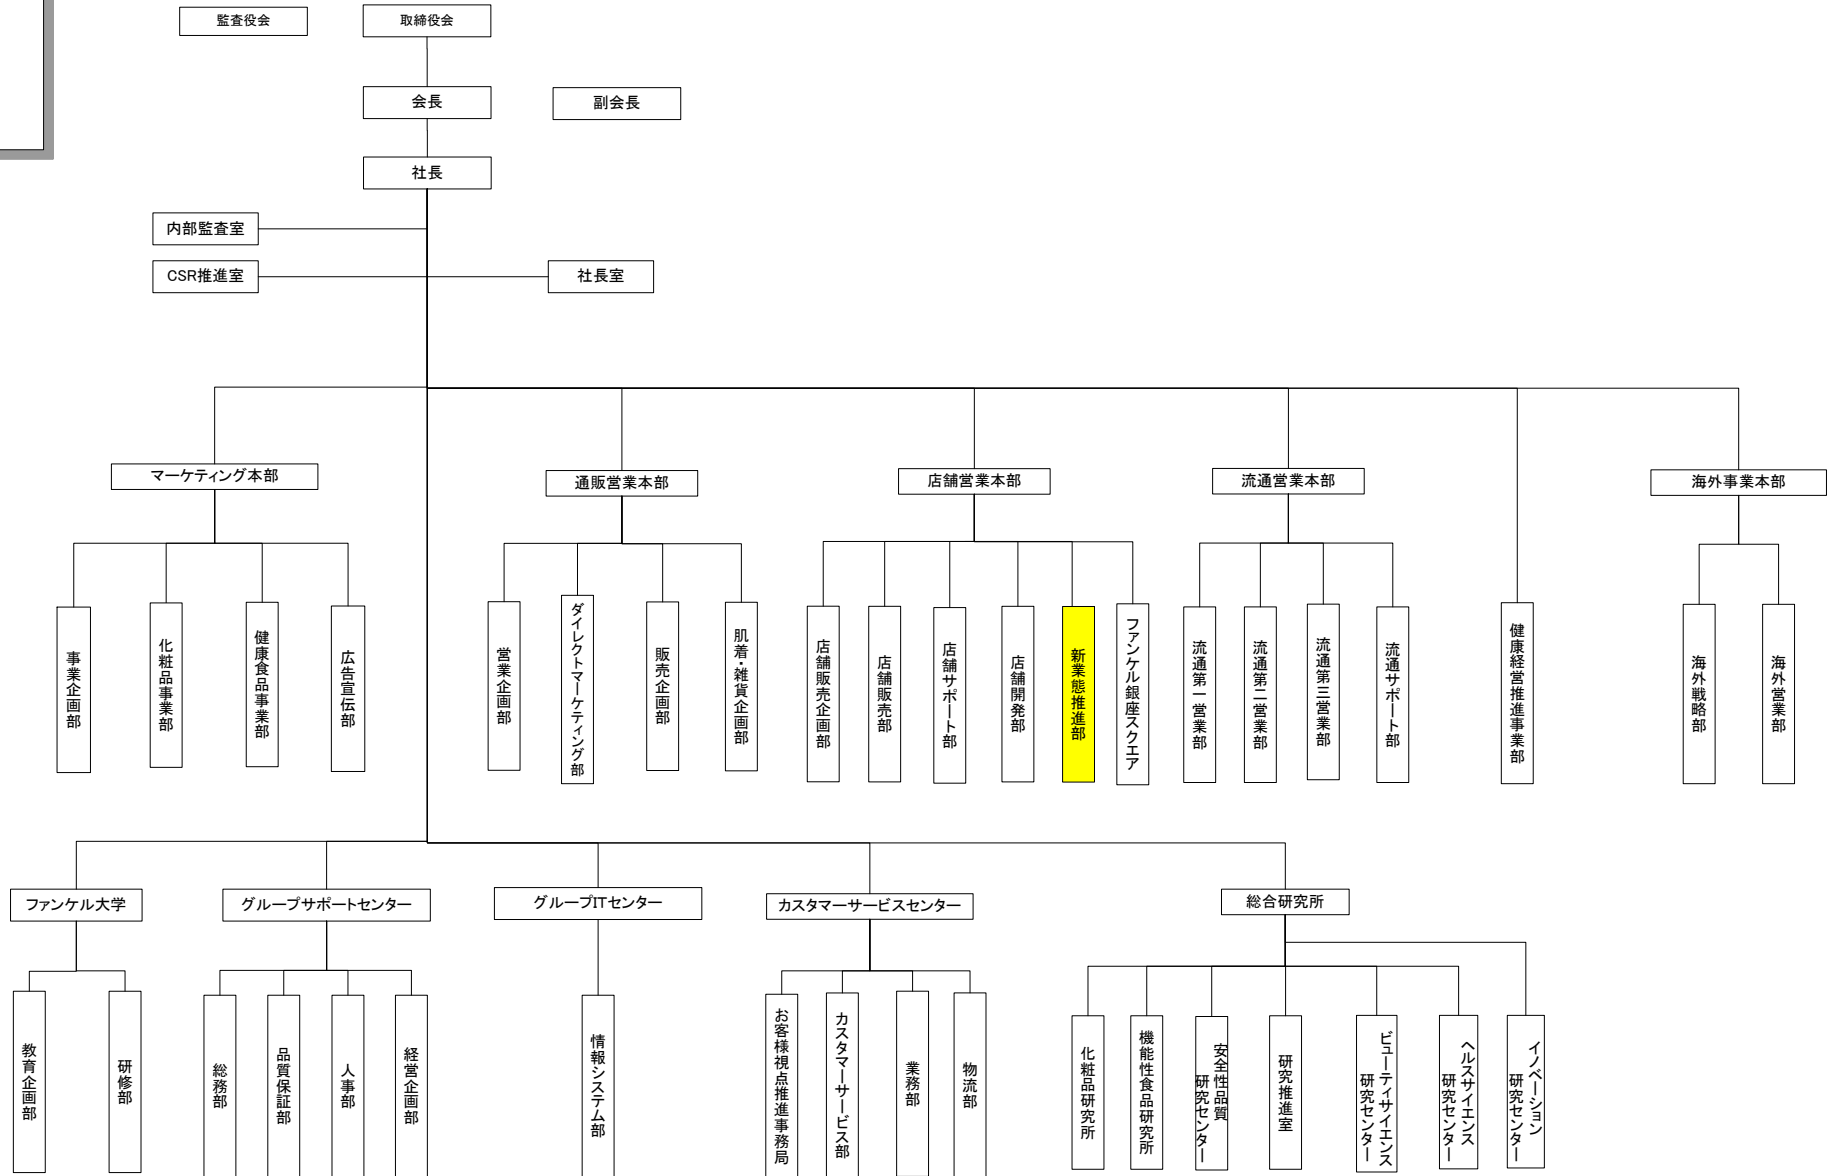 監査役会
取締役会
会長
副会長
社長
内部監査室
CSR推進室
社長室
マーケティング本部
通販営業本部
店舗営業本部
流通営業本部
海外事業本部
事業企画部
化粧品事業部
健康食品事業部
広告宣伝部
営業企画部
ダイレクトマーケティング部
販売企画部
肌着・雑貨企画部
店舗販売企画部
店舗販売部
店舗サポート部
店舗開発部
新業態推進部
ファンケル銀座スクエア
流通第一営業部
流通第二営業部
流通第三営業部
流通サポート部
健康経営推進事業部
海外戦略部
海外営業部
ファンケル大学
グループサポートセンター
グループITセンター
カスタマーサービスセンター
総合研究所
教育企画部
研修部
総務部
品質保証部
人事部
経営企画部
情報システム部
お客様視点推進事務局
カスタマーサービス部
業務部
物流部
化粧品研究所
機能性食品研究所
安全性品質
研究センター
研究推進室
ビューティサイエンス
研究センター
ヘルスサイエンス
研究センター
イノベーション
研究センター